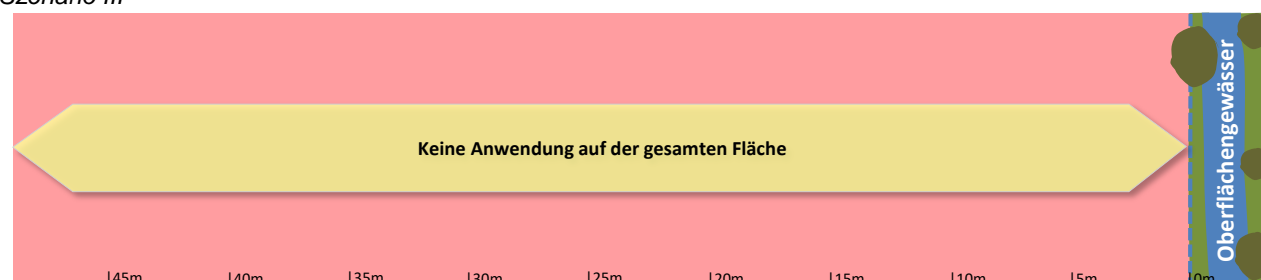 Szenario III
Oberflächengewässer
Keine Anwendung auf der gesamten Fläche
|45m |40m |35m |30m |25m |20m |15m |10m |5m |0m